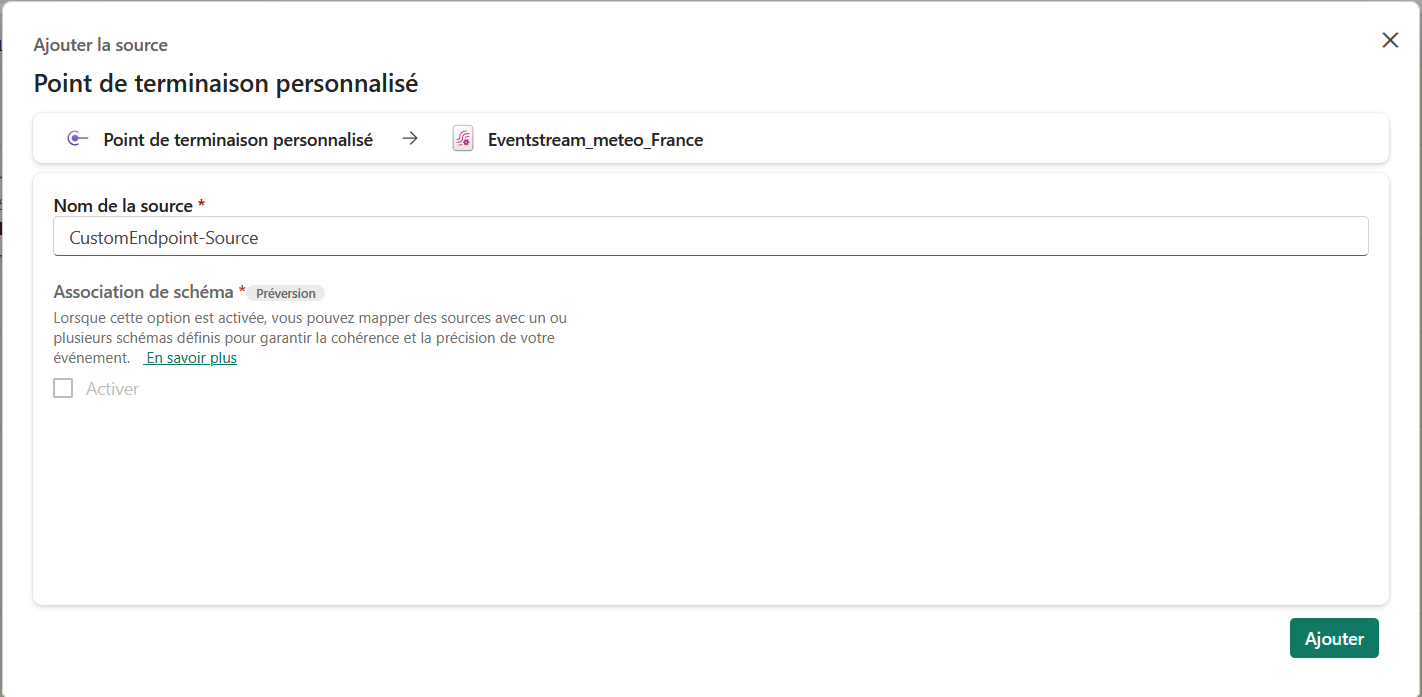 Ajouter la source
Point de terminaison personnalisé
Point de terminaison personnalisé → Eventstream_meteo_France
Nom de la source *
CustomEndpoint-Source
Association de schéma * Préversion
Lorsque cette option est activée, vous pouvez mapper des sources avec un ou
plusieurs schémas définis pour garantir la cohérence et la précision de votre
événement. En savoir plus
Activer
Ajouter